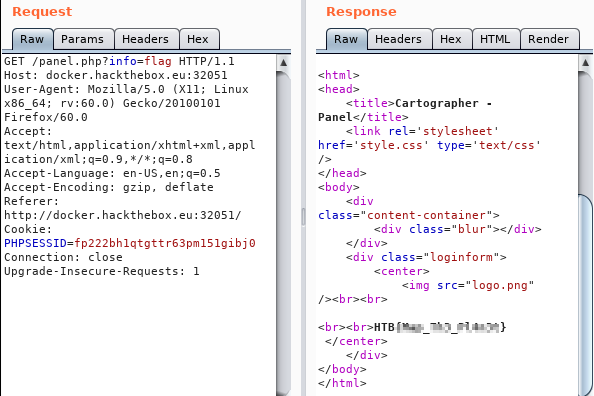 Request
Raw Params Headers Hex
GET /panel.php?info=flag HTTP/1.1
Host: docker.hackthebox.eu:32051
User-Agent: Mozilla/5.0 (X11; Linux
x86_64; rv:60.0) Gecko/20100101
Firefox/60.0
Accept:
text/html,application/xhtml+xml,appl
ication/xml;q=0.9,*/*;q=0.8
Accept-Language: en-US,en;q=0.5
Accept-Encoding: gzip, deflate
Referer:
http://docker.hackthebox.eu:32051/
Cookie:
PHPSESSID=fp222bh1qtgttr63pm151gibj0
Connection: close
Upgrade-Insecure-Requests: 1
Response
Raw Headers Hex HTML Render
<html>
<head>
<title>Cartographer -
Panel</title>
<link rel='stylesheet'
href='style.css' type='text/css'
/>
</head>
<body>
<div
class="content-container">
<div class="blur"></div>
</div>
<div class="loginform">
<center>
<img src="logo.png"
/><br><br>
<br><br>HTB{ }
</center>
</div>
</body>
</html>